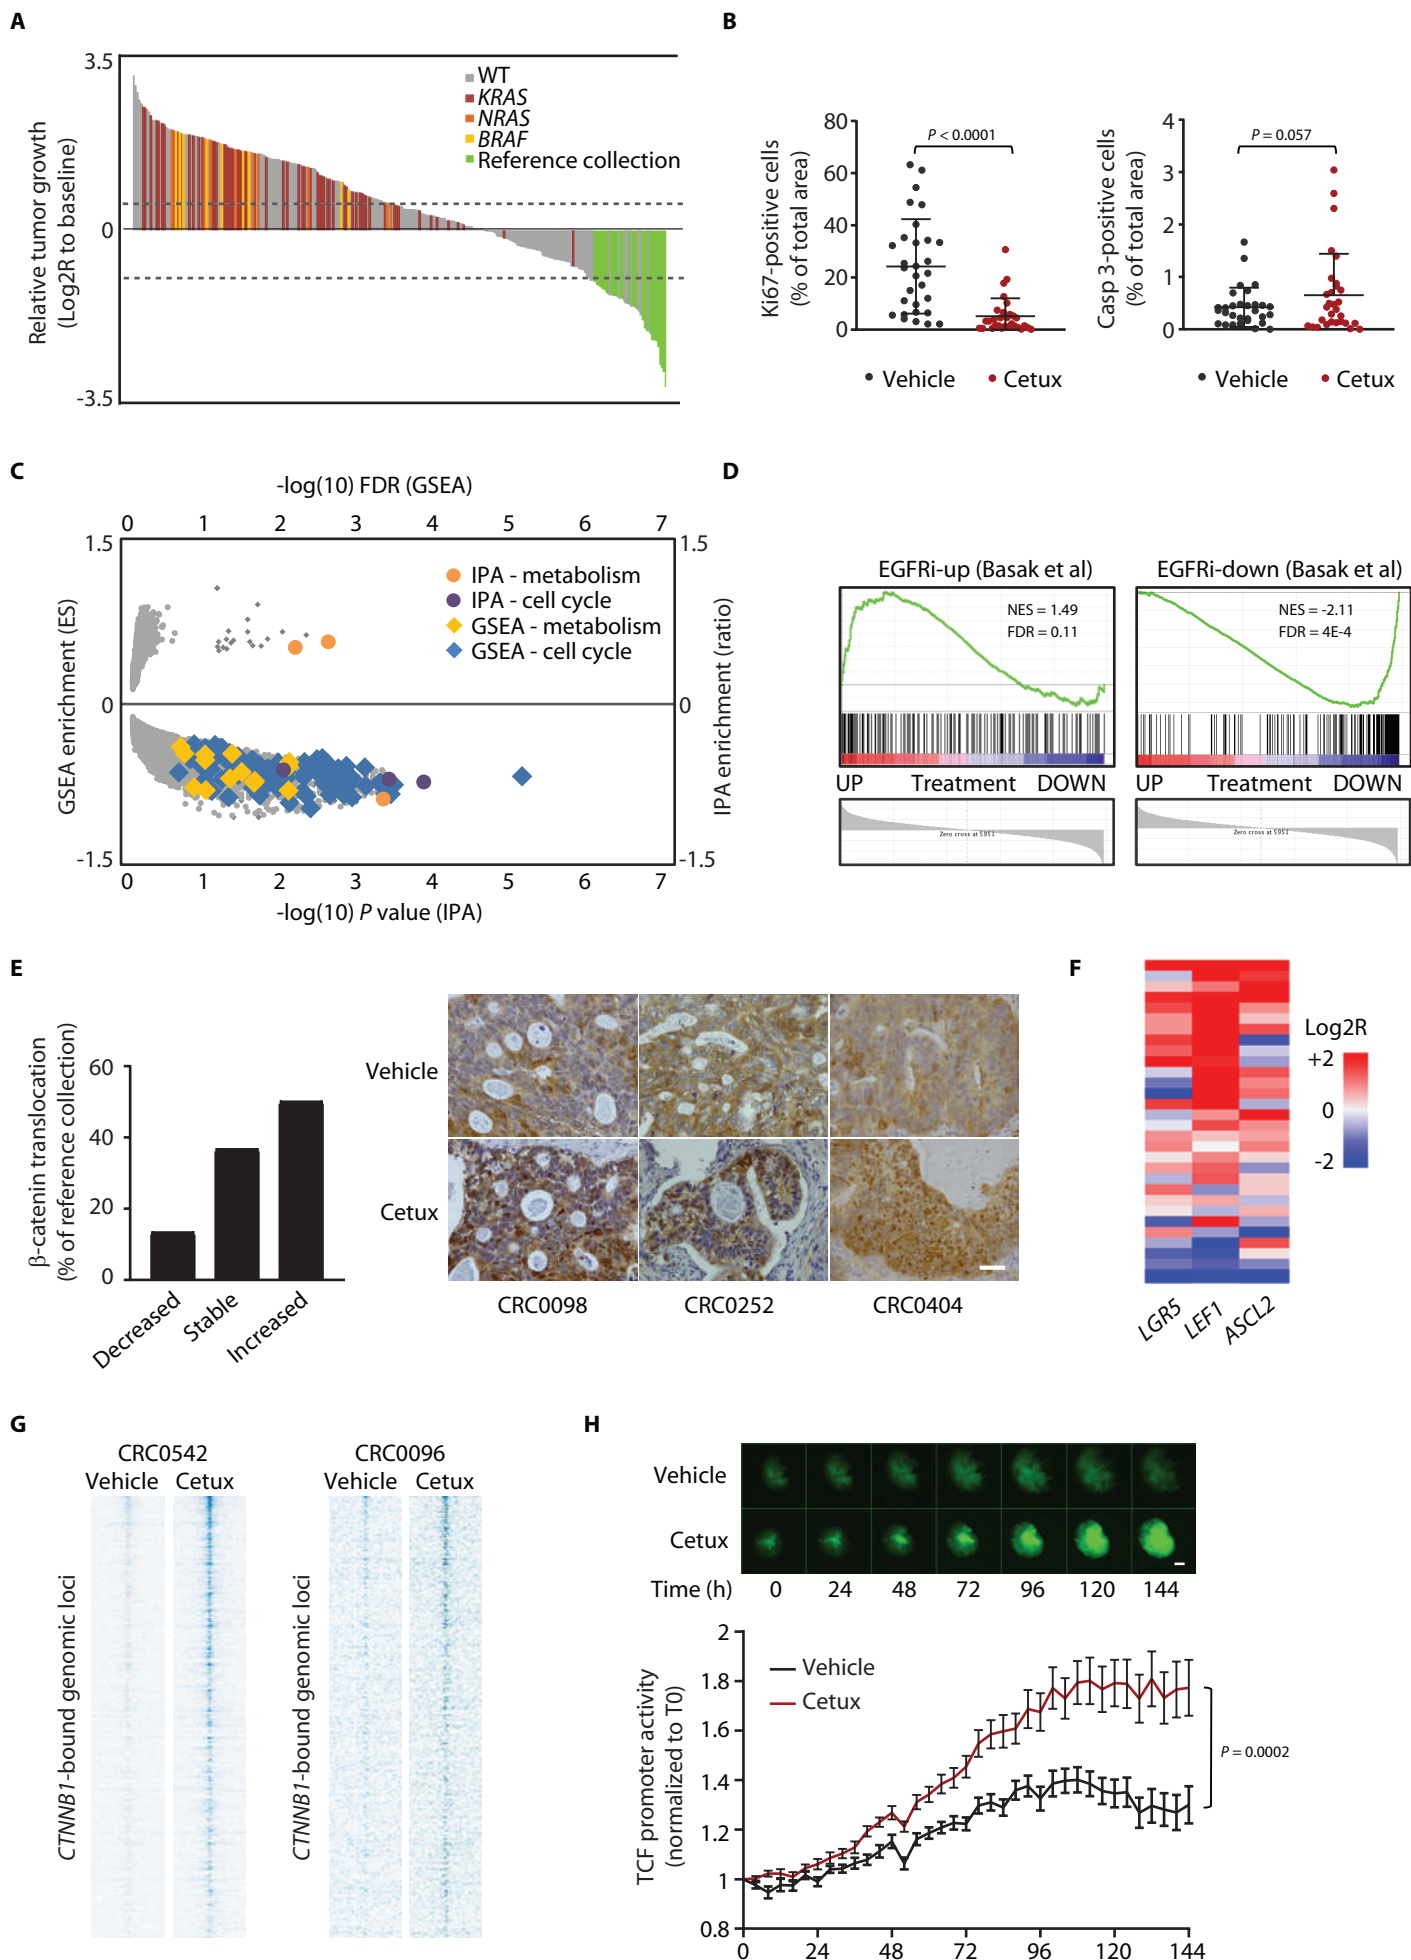 A
3.5
0
-3.5
Relative tumor growth
(Log2R to baseline)
WT
KRAS
NRAS
BRAF
Reference collection
B
80
60
40
20
0
Ki67-positive cells
(% of total area)
P < 0.0001
Vehicle Cetux
4
3
2
1
0
Casp 3-positive cells
(% of total area)
P = 0.057
Vehicle Cetux
C
-log(10) FDR (GSEA)
0 1 2 3 4 5 6 7
1.5
0
-1.5
GSEA enrichment (ES)
IPA - metabolism
IPA - cell cycle
GSEA - metabolism
GSEA - cell cycle
1.5
0
-1.5
IPA enrichment (ratio)
0 1 2 3 4 5 6 7
-log(10) P value (IPA)
D
EGFRi-up (Basak et al)
NES = 1.49
FDR = 0.11
UP Treatment DOWN
Zero cross at 5951
EGFRi-down (Basak et al)
NES = -2.11
FDR = 4E-4
UP Treatment DOWN
Zero cross at 5951
E
β-catenin translocation
(% of reference collection)
60
40
20
0
Decreased
Stable
Increased
Vehicle
Cetux
CRC0098 CRC0252 CRC0404
F
Log2R
+2
0
-2
LGR5
LEF1
ASCL2
G
CRC0542
Vehicle Cetux
CTNNB1-bound genomic loci
CRC0096
Vehicle Cetux
CTNNB1-bound genomic loci
H
Vehicle
Cetux
Time (h) 0 24 48 72 96 120 144
TCF promoter activity
(normalized to T0)
2
1.8
1.6
1.4
1.2
1
0.8
Vehicle
Cetux
P = 0.0002
0 24 48 72 96 120 144